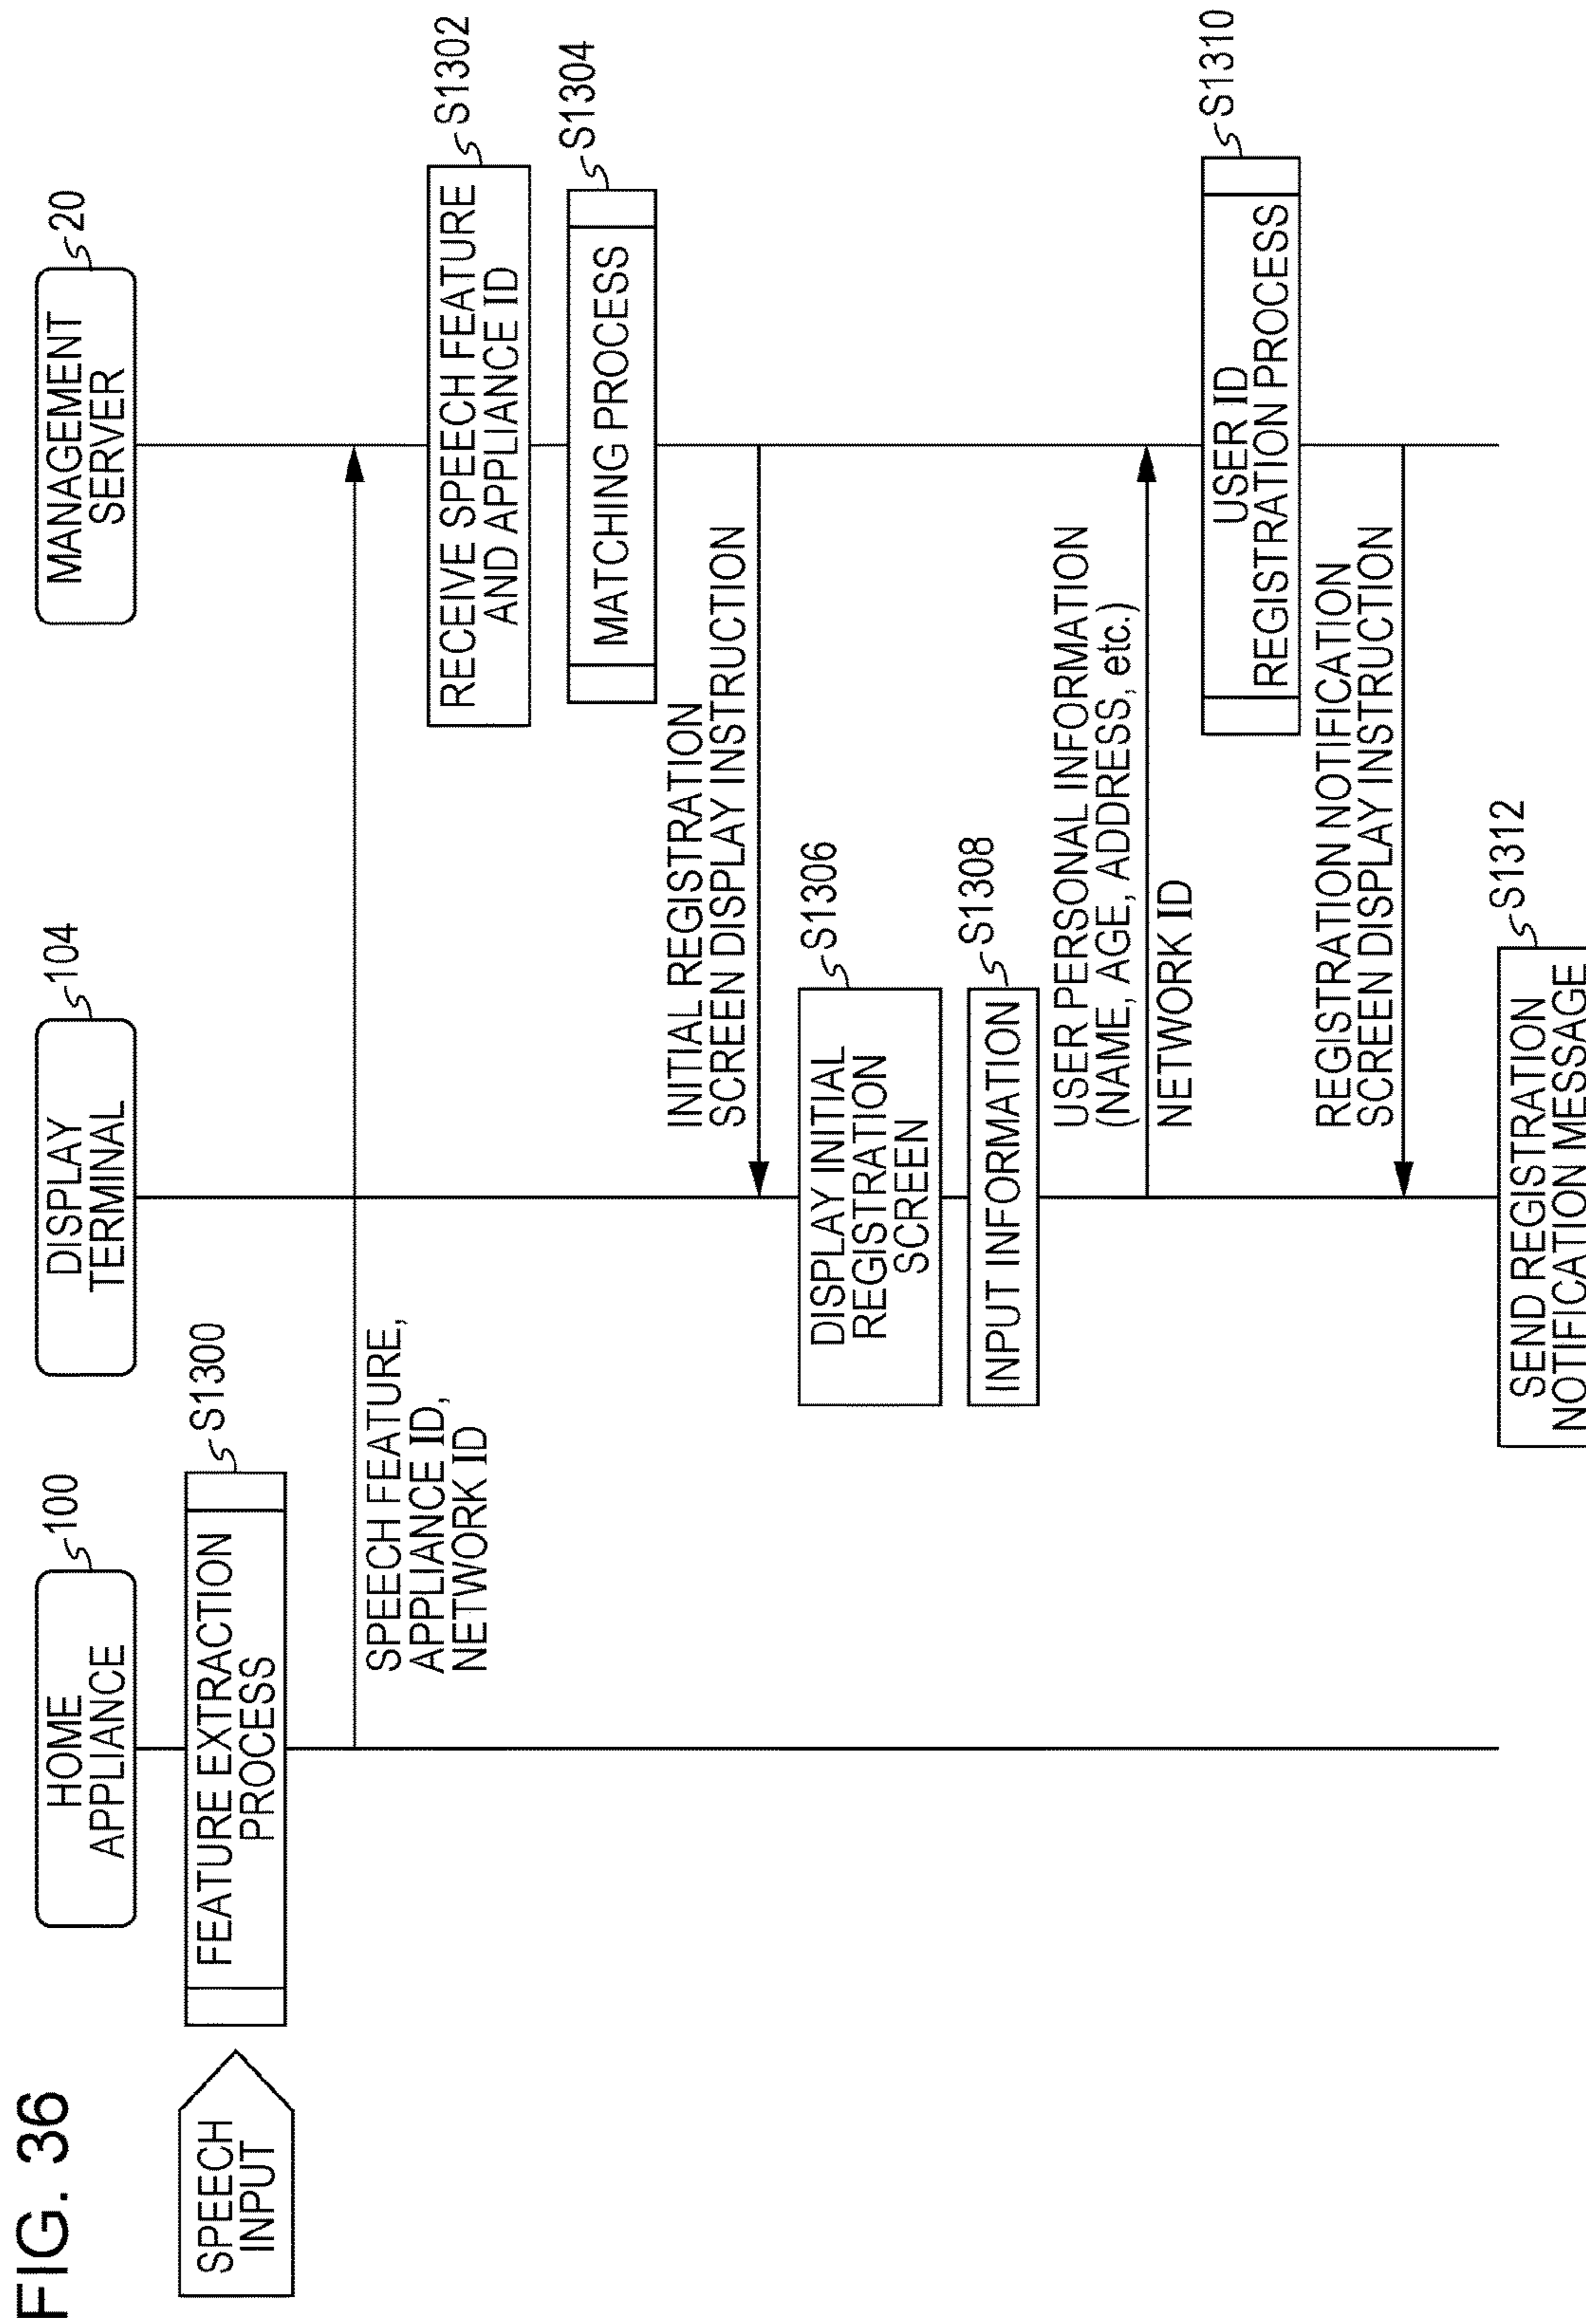 FIG. 36
HOME
APPLIANCE
100
DISPLAY
TERMINAL
104
MANAGEMENT
SERVER
20
SPEECH
INPUT
FEATURE EXTRACTION
PROCESS
S1300
SPEECH FEATURE,
APPLIANCE ID,
NETWORK ID
RECEIVE SPEECH FEATURE
AND APPLIANCE ID
S1302
MATCHING PROCESS
S1304
INITIAL REGISTRATION
SCREEN DISPLAY INSTRUCTION
DISPLAY INITIAL
REGISTRATION
SCREEN
S1306
INPUT INFORMATION
S1308
USER PERSONAL INFORMATION
(NAME, AGE, ADDRESS, etc.)
NETWORK ID
USER ID
REGISTRATION PROCESS
S1310
REGISTRATION NOTIFICATION
SCREEN DISPLAY INSTRUCTION
SEND REGISTRATION
NOTIFICATION MESSAGE
S1312